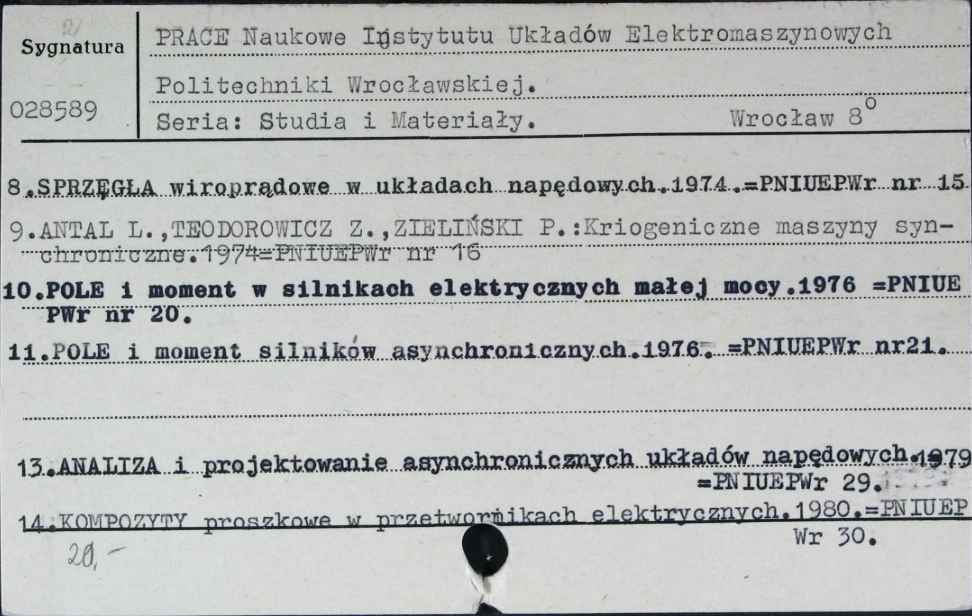 2/
Sygnatura
028589
PRACE Naukowe Instytutu Układów Elektromaszynowych
Politechniki Wrocławskiej.
Seria: Studia i Materiały. Wrocław 8°
8.SPRZĘGŁA wiroprądowe w układach napędowych.1974.=PNIUEPWr nr 15
9.ANTAL L.,TEODOROWICZ Z.,ZIELIŃSKI P.:Kriogeniczne maszyny syn-
chroniczne.1974=PNIUEPWr nr 16
10.POLE i moment w silnikach elektrycznych małej mocy.1976 =PNIUE
PWr nr 20.
11.POLE i moment silników asynchronicznych.1976. =PNIUEPWr nr21.
13.ANALIZA i projektowanie asynchronicznych układów napędowych.1979
=PNIUEPWr 29.
14.KOMPOZYTY proszkowe w przetwornikach elektrycznych.1980.=PNIUEP
Wr 30.
20,-